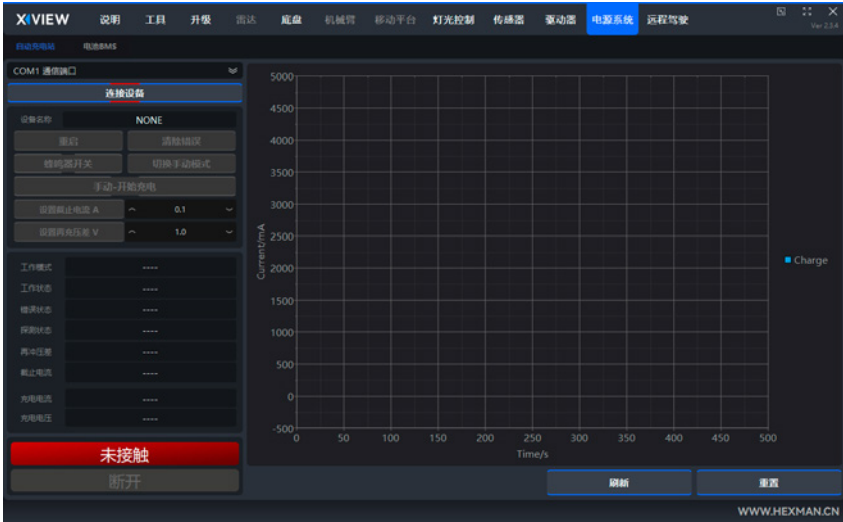 XVIEW 说明 工具 升级 雷达 底盘 机械臂 移动平台 灯光控制 传感器 驱动器 电源系统 远程驾驶
Ver 2.3.4
自动充电站 电池BMS
COM1 通信端口
连接设备
设备名称 NONE
重启 清除错误
蜂鸣器开关 切换手动模式
手动-开始充电
设置截止电流 A 0.1
设置再充压差 V 1.0
工作模式 ----
工作状态 ----
错误状态 ----
探测状态 ----
再冲压差 ----
截止电流 ----
充电电流 ----
充电电压 ----
未接触
断开
5000
4500
4000
3500
3000
2500
2000
1500
1000
500
0
-500
Current/mA
0 50 100 150 200 250 300 350 400 450 500
Time/s
Charge
刷新 重置
WWW.HEXMAN.CN